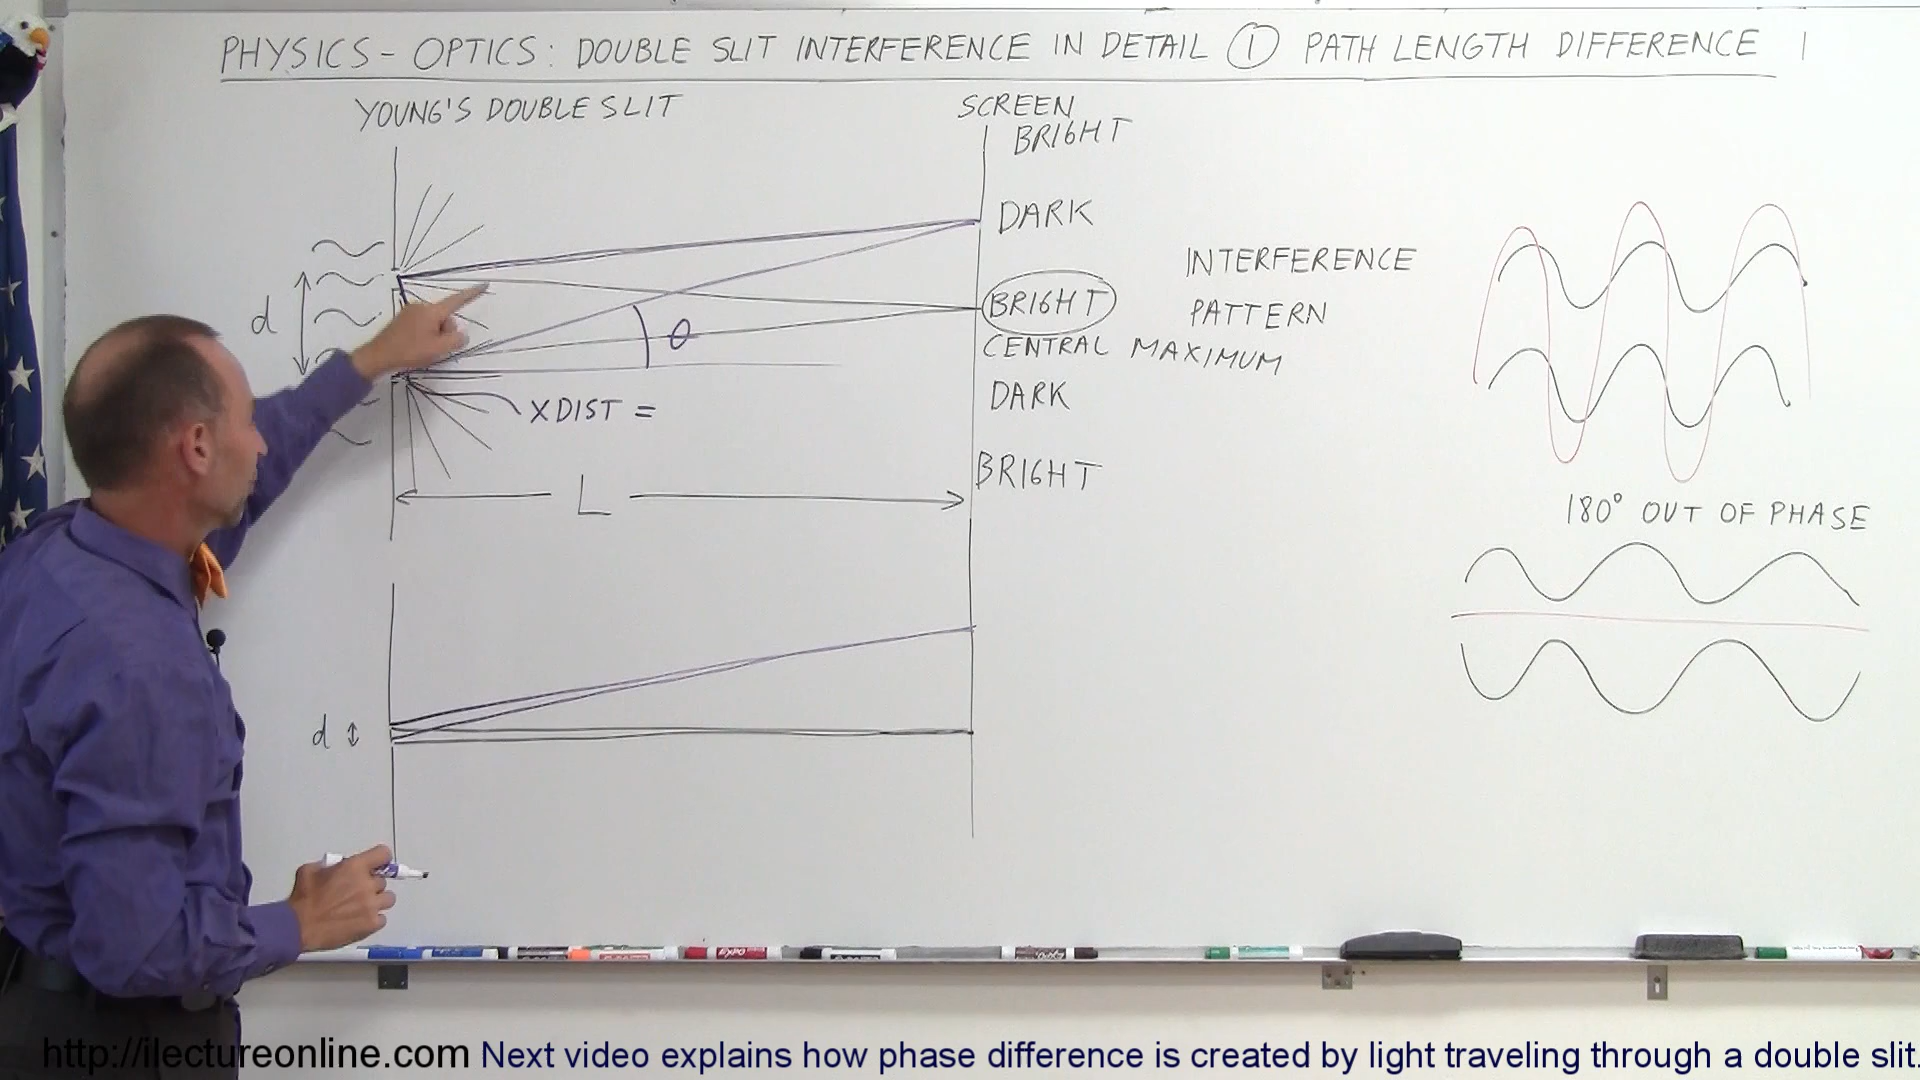 PHYSICS - OPTICS: DOUBLE SLIT INTERFERENCE IN DETAIL ① PATH LENGTH DIFFERENCE 1
YOUNG'S DOUBLE SLIT
SCREEN
BRIGHT
DARK
INTERFERENCE
PATTERN
BRIGHT
CENTRAL MAXIMUM
d
θ
DARK
X DIST =
BRIGHT
L
180° OUT OF PHASE
d
http://ilectureonline.com Next video explains how phase difference is created by light traveling through a double slit.